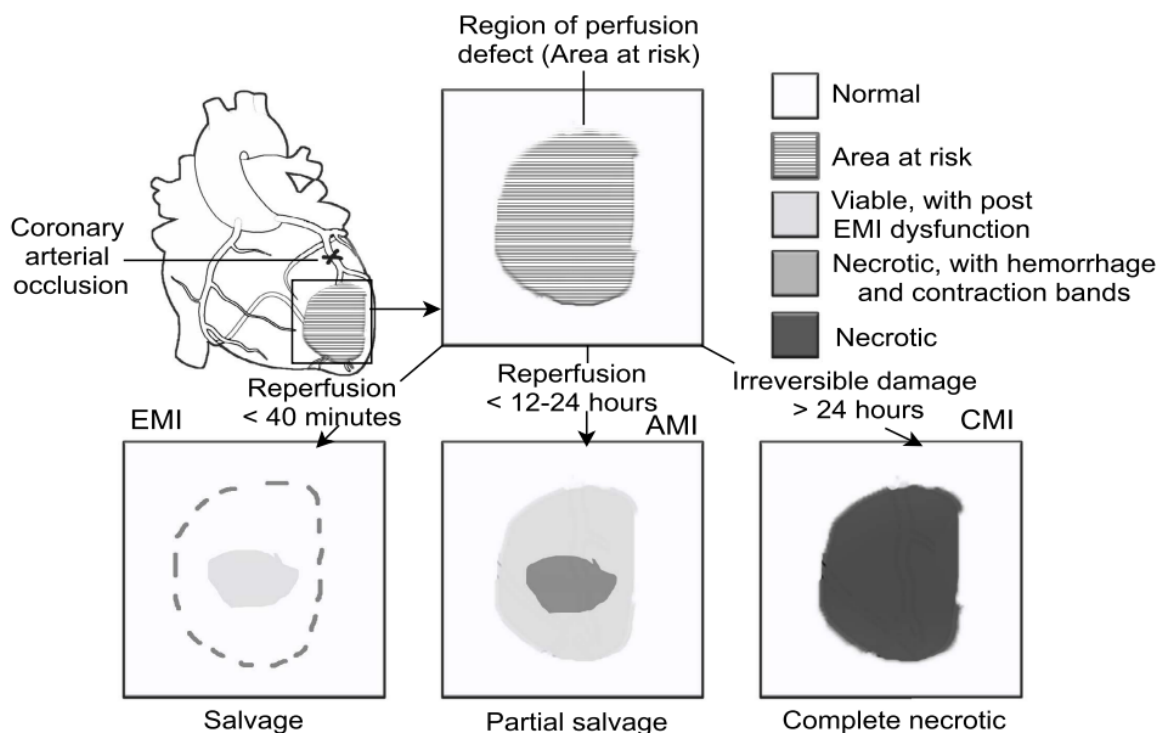 Region of perfusion
defect (Area at risk)
Normal
Area at risk
Viable, with post
EMI dysfunction
Necrotic, with hemorrhage
and contraction bands
Necrotic
Coronary
arterial
occlusion
Reperfusion
< 40 minutes
Reperfusion
< 12-24 hours
Irreversible damage
> 24 hours
EMI
AMI
CMI
Salvage
Partial salvage
Complete necrotic